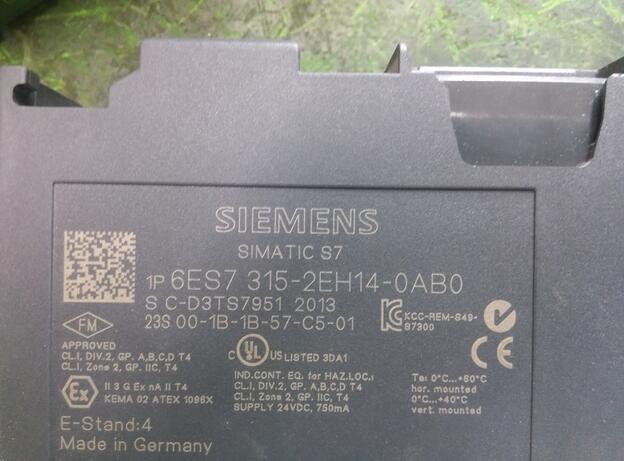 SIEMENS
SIMATIC S7
1P 6ES7 315-2EH14-0AB0
S C-D3TS7951 2013
23S 00-1B-1B-57-C5-01
KCC-REM-S49-
S7300
FM
APPROVED
CL.I, DIV.2, GP. A,B,C,D T4
CL.I, Zone 2, GP. IIC, T4
C UL US LISTED 3DA1
IND.CONT. EQ. for HAZ.LOC.:
CL.I, DIV.2, GP. A,B,C,D T4
CL.I, Zone 2, GP. IIC, T4
SUPPLY 24VDC, 750mA
CE
Ta: 0°C...+60°C
hor. mounted
0°C...+40°C
vert. mounted
Ex II 3 G Ex nA II T4
KEMA 02 ATEX 1096X
E-Stand:4
Made in Germany